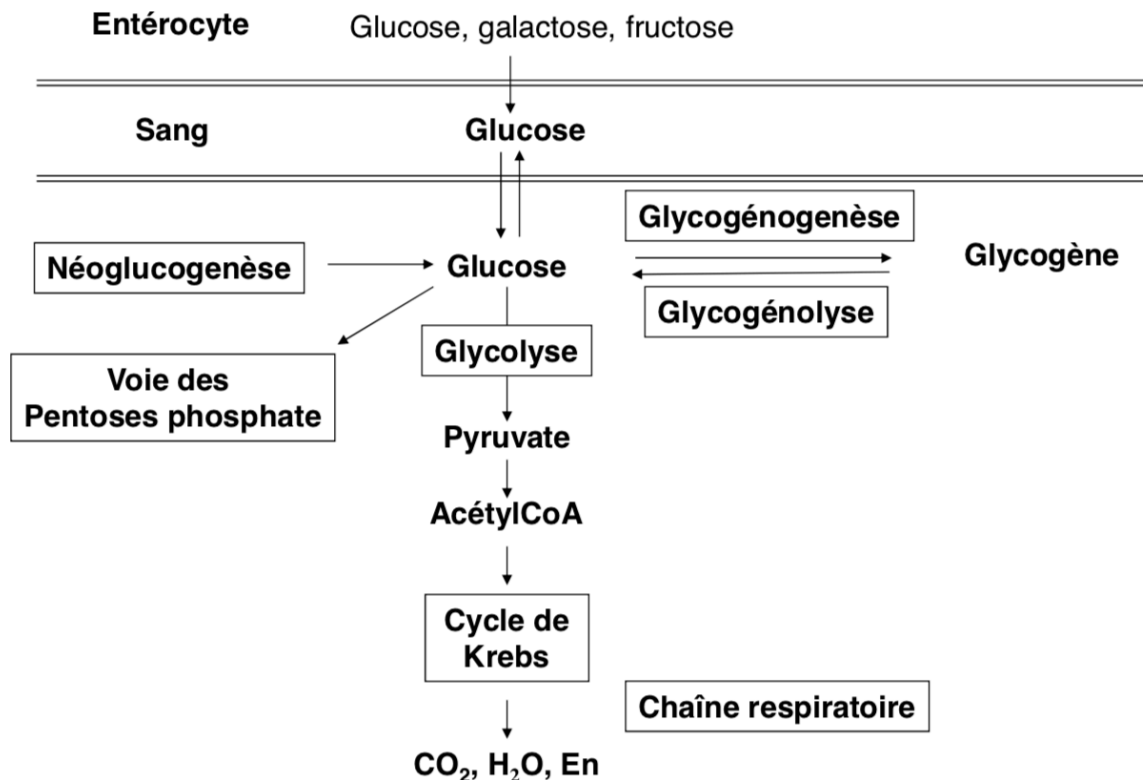 Entérocyte
Glucose, galactose, fructose
Sang
Glucose
Glycogénogenèse
Néoglucogenèse
Glucose
Glycogène
Glycogénolyse
Glycolyse
Voie des
Pentoses phosphate
Pyruvate
AcétylCoA
Cycle de
Krebs
Chaîne respiratoire
CO₂, H₂O, En